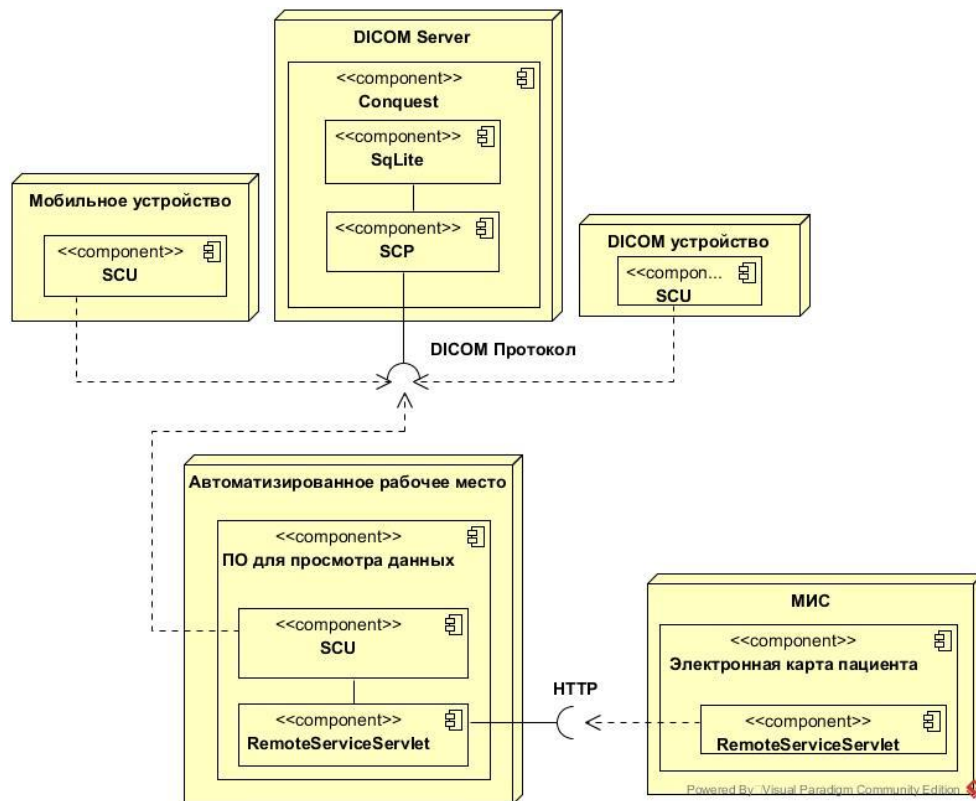 DICOM Server
<<component>>
Conquest
<<component>>
SqLite
<<component>>
SCP
Мобильное устройство
<<component>>
SCU
DICOM устройство
<<compon...
SCU
DICOM Протокол
Автоматизированное рабочее место
<<component>>
ПО для просмотра данных
<<component>>
SCU
<<component>>
RemoteServiceServlet
HTTP
МИС
<<component>>
Электронная карта пациента
<<component>>
RemoteServiceServlet
Powered By Visual Paradigm Community Edition